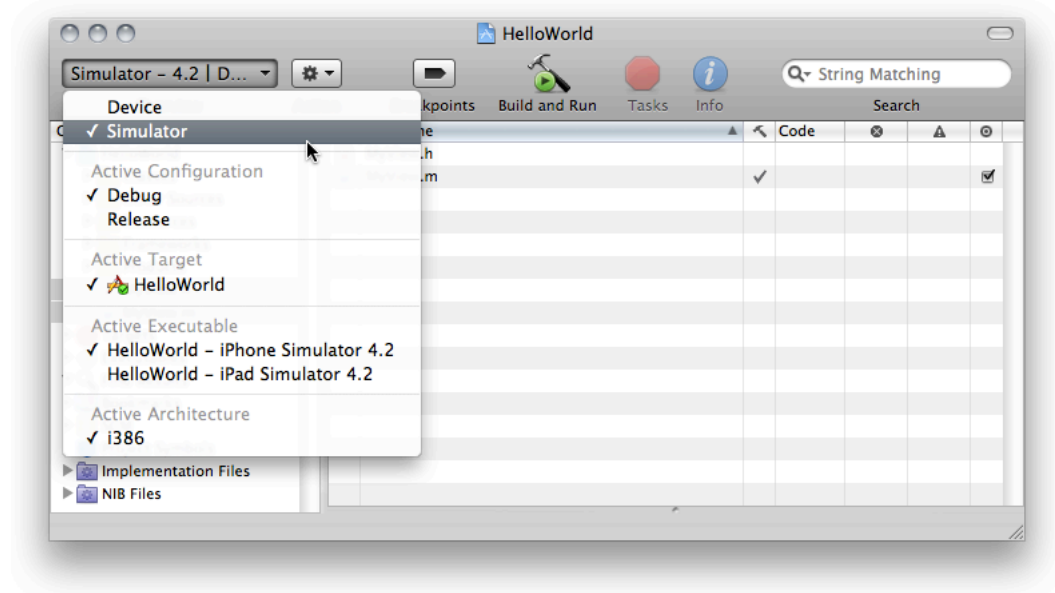 HelloWorld
Simulator – 4.2 | D...
String Matching
kpoints
Build and Run
Tasks
Info
Search
Device
✓ Simulator
Active Configuration
✓ Debug
Release
Active Target
✓ HelloWorld
Active Executable
✓ HelloWorld – iPhone Simulator 4.2
HelloWorld – iPad Simulator 4.2
Active Architecture
✓ i386
Implementation Files
NIB Files
Code
.h
.m